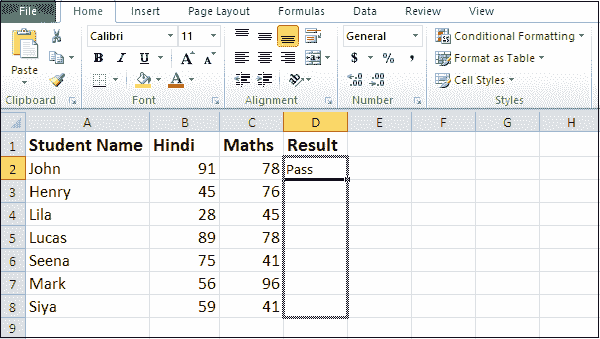 File Home Insert Page Layout Formulas Data Review View
Calibri 11 General Conditional Formatting
Paste B I U A A $ % , Format as Table
Cell Styles
Clipboard Font Alignment Number Styles
A B C D E F G H
1 Student Name Hindi Maths Result
2 John 91 78 Pass
3 Henry 45 76
4 Lila 28 45
5 Lucas 89 78
6 Seena 75 41
7 Mark 56 96
8 Siya 59 41
9